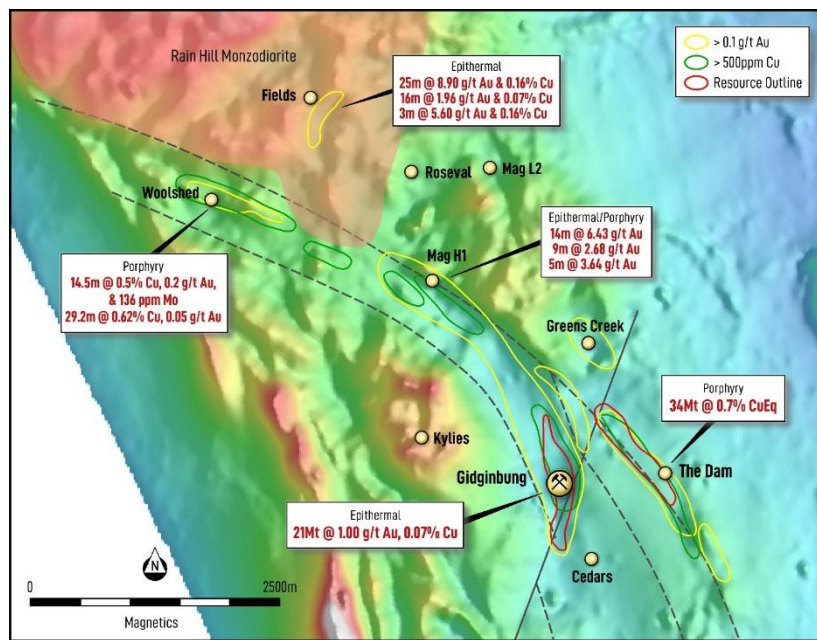 Rain Hill Monzodiorite
> 0.1 g/t Au
> 500ppm Cu
Resource Outline
Epithermal
25m @ 8.90 g/t Au & 0.16% Cu
16m @ 1.96 g/t Au & 0.07% Cu
3m @ 5.60 g/t Au & 0.16% Cu
Fields
Roseval
Mag L2
Woolshed
Epithermal/Porphyry
14m @ 6.43 g/t Au
9m @ 2.68 g/t Au
5m @ 3.64 g/t Au
Mag H1
Porphyry
14.5m @ 0.5% Cu, 0.2 g/t Au,
& 136 ppm Mo
29.2m @ 0.62% Cu, 0.05 g/t Au
Greens Creek
Porphyry
34Mt @ 0.7% CuEq
Kylies
Gidginbung
The Dam
Epithermal
21Mt @ 1.00 g/t Au, 0.07% Cu
Cedars
N
0
2500m
Magnetics